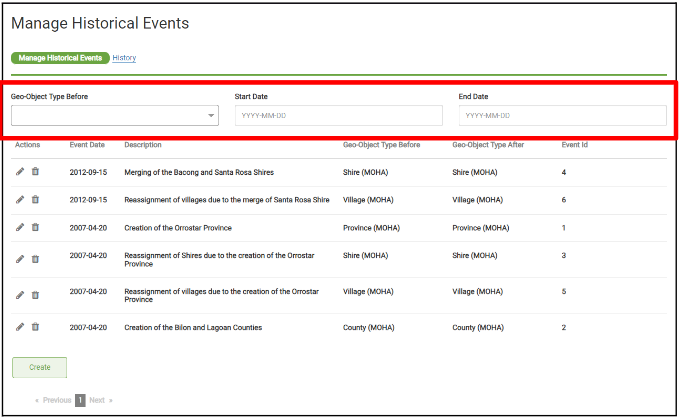 Manage Historical Events
Manage Historical Events History
Geo-Object Type Before Start Date End Date
YYYY-MM-DD YYYY-MM-DD
Actions Event Date Description Geo-Object Type Before Geo-Object Type After Event Id
2012-09-15 Merging of the Bacong and Santa Rosa Shires Shire (MOHA) Shire (MOHA) 4
2012-09-15 Reassignment of villages due to the merge of Santa Rosa Shire Village (MOHA) Village (MOHA) 6
2007-04-20 Creation of the Orrostar Province Province (MOHA) Province (MOHA) 1
2007-04-20 Reassignment of Shires due to the creation of the Orrostar Shire (MOHA) Shire (MOHA) 3
Province
2007-04-20 Reassignment of villages due to the creation of the Orrostar Village (MOHA) Village (MOHA) 5
Province
2007-04-20 Creation of the Bilon and Lagoan Counties County (MOHA) County (MOHA) 2
Create
« Previous 1 Next »